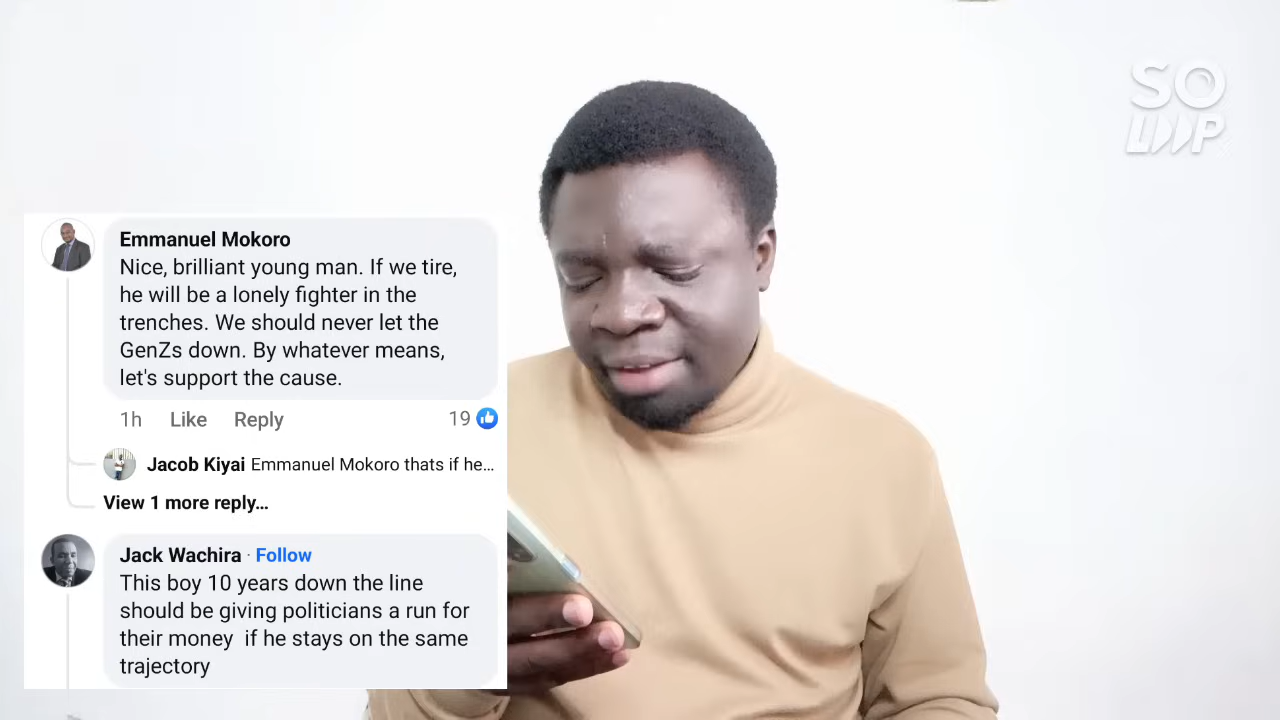 SO
LOOP
Emmanuel Mokoro
Nice, brilliant young man. If we tire,
he will be a lonely fighter in the
trenches. We should never let the
GenZs down. By whatever means,
let's support the cause.
1h Like Reply 19
Jacob Kiyai Emmanuel Mokoro thats if he...
View 1 more reply...
Jack Wachira · Follow
This boy 10 years down the line
should be giving politicians a run for
their money if he stays on the same
trajectory